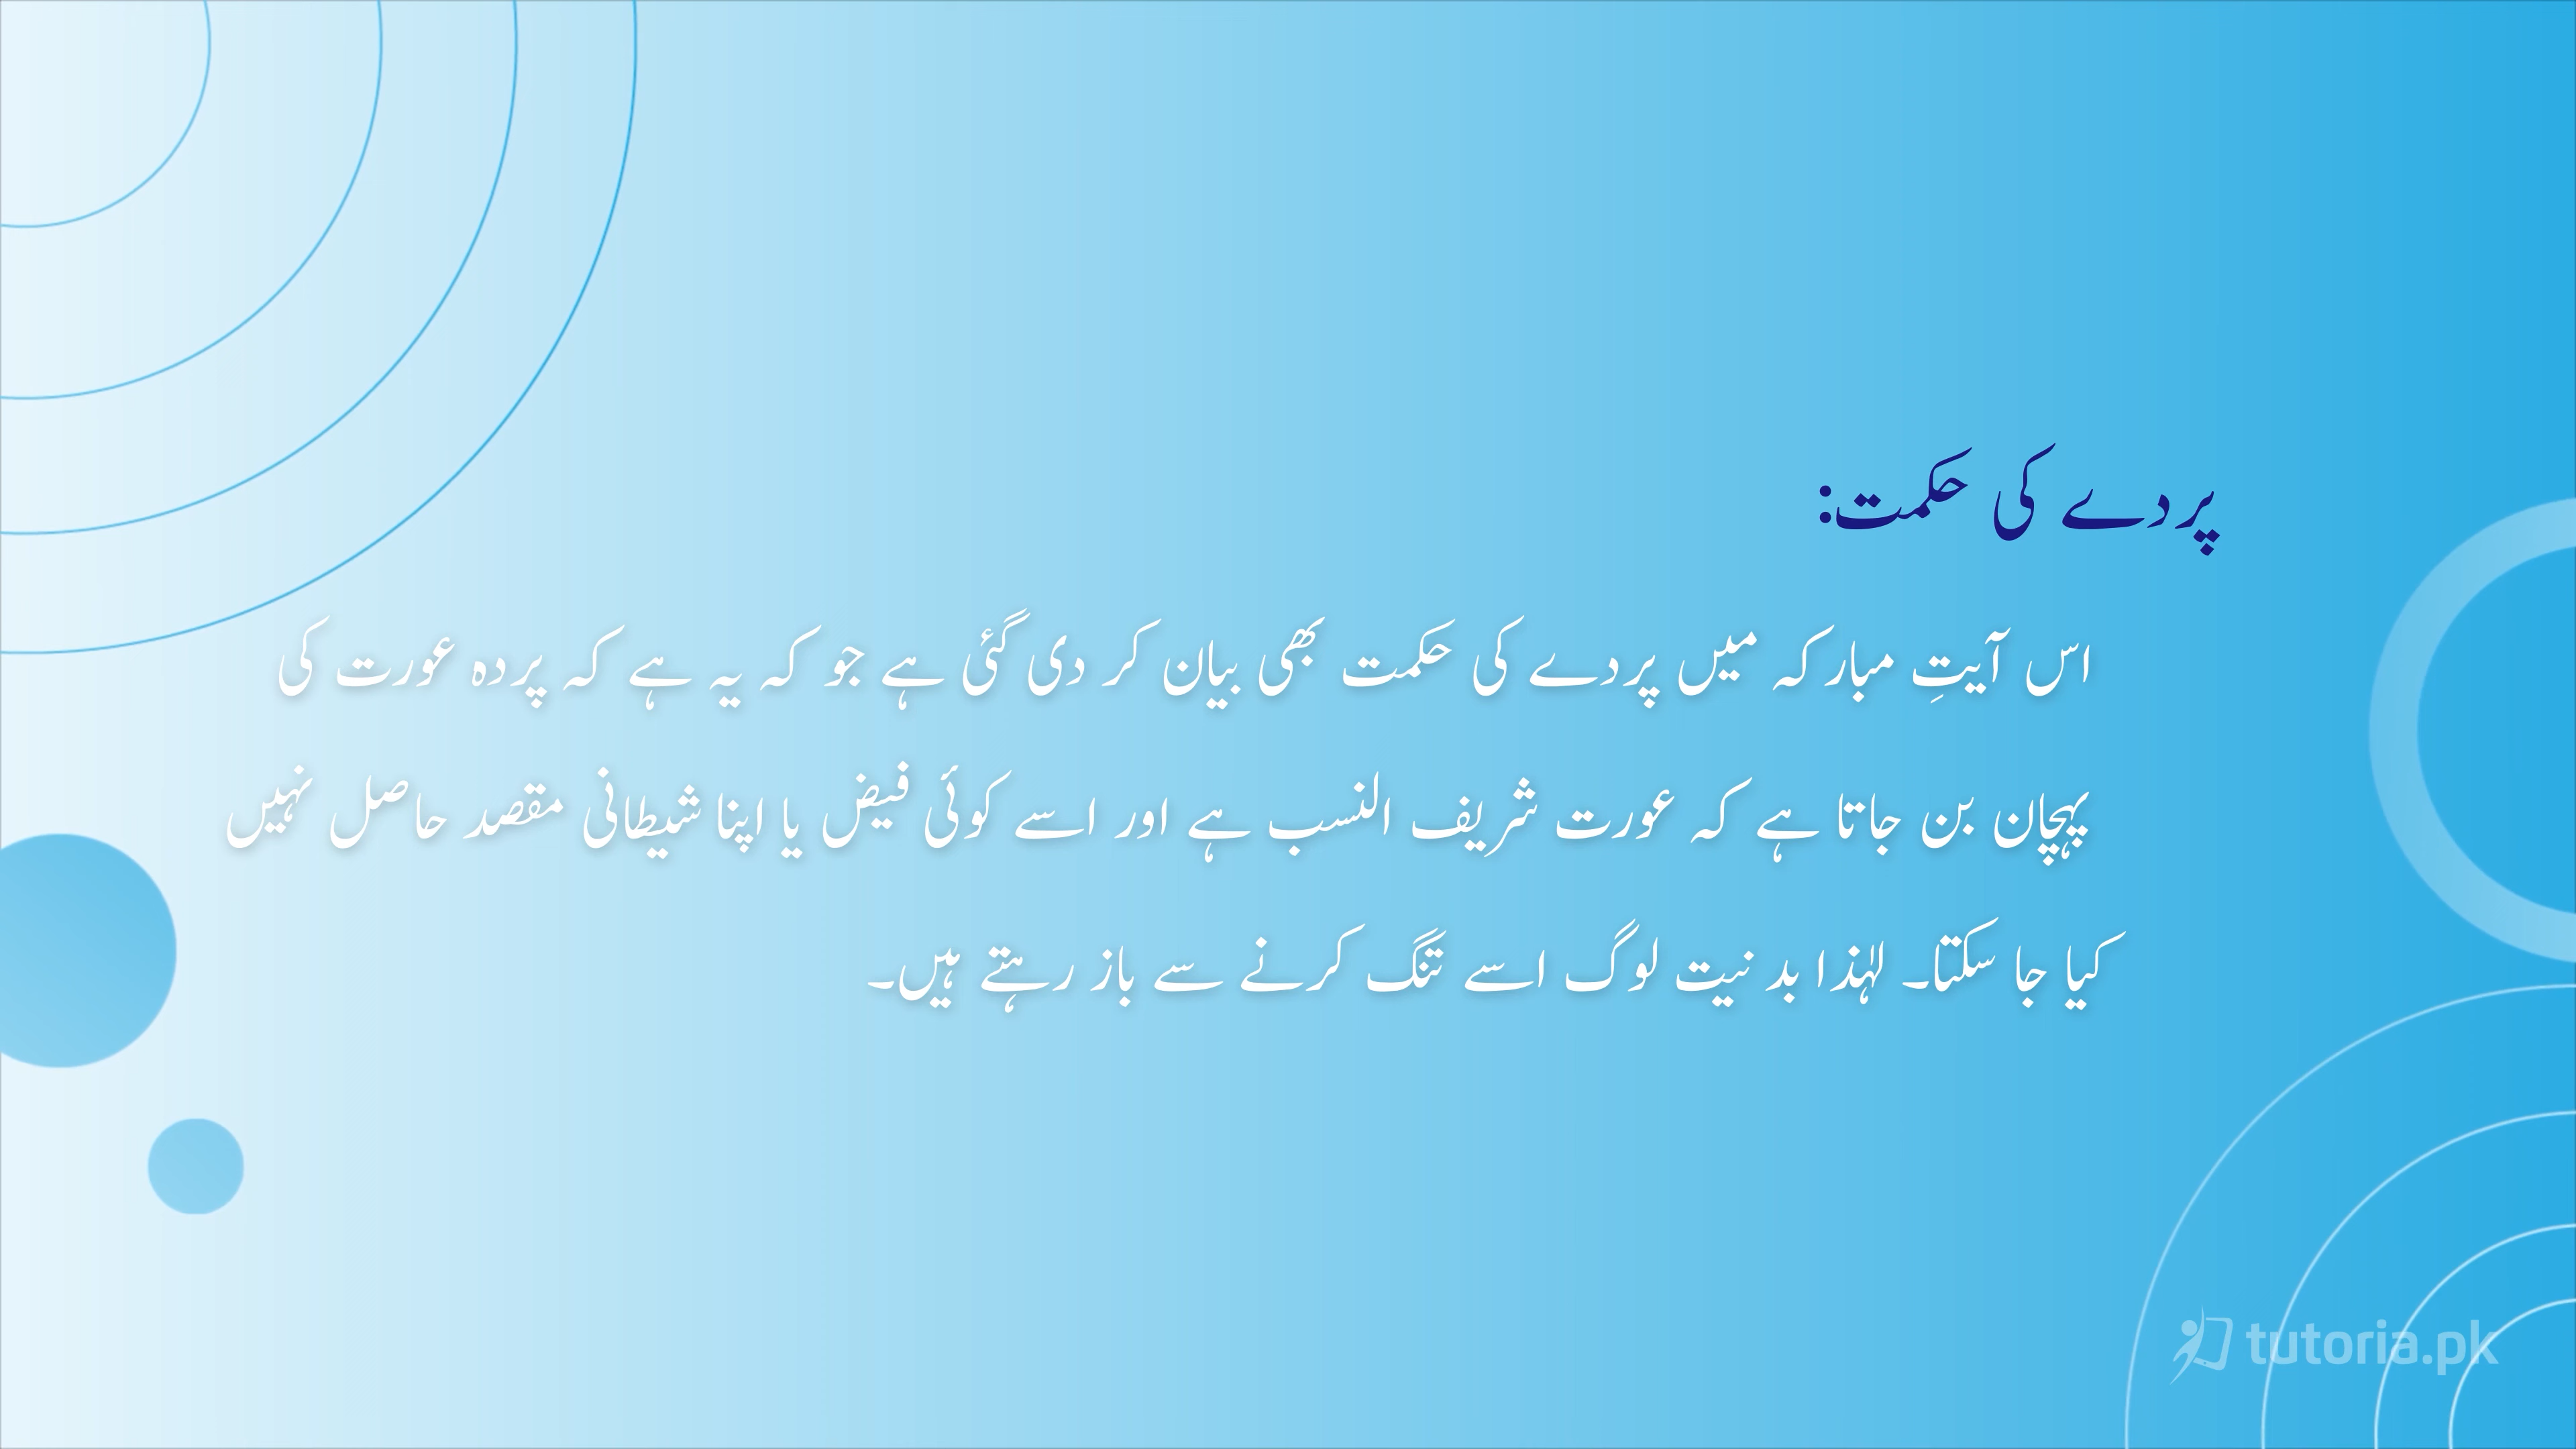 پردے کی حکمت:
اس آیتِ مبارکہ میں پردے کی حکمت بھی بیان کر دی گئی ہے جو کہ یہ ہے کہ پردہ عورت کی
پہچان بن جاتا ہے کہ عورت شریف النسب ہے اور اسے کوئی فیض یا اپنا شیطانی مقصد حاصل نہیں
کیا جا سکتا۔ لہٰذا بد نیت لوگ اسے تنگ کرنے سے باز رہتے ہیں۔
tutoria.pk